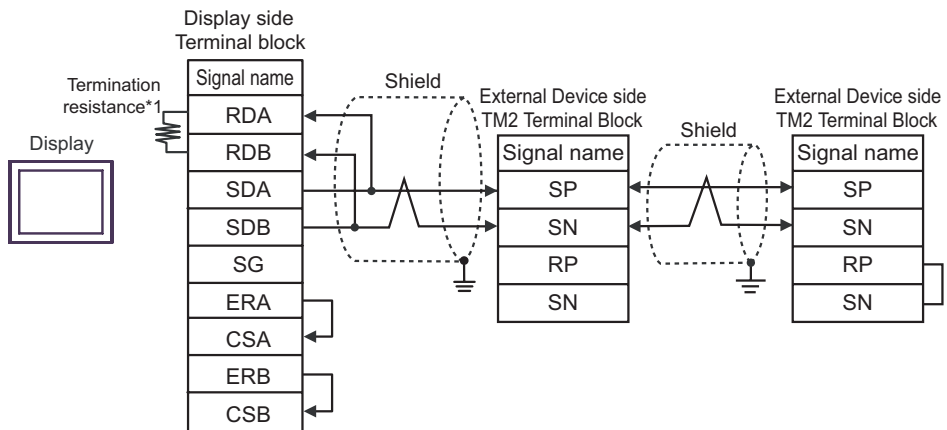 Display side
Terminal block
Signal name
Termination
resistance*1
RDA
RDB
SDA
SDB
SG
ERA
CSA
ERB
CSB
Display
Shield
External Device side
TM2 Terminal Block
Signal name
SP
SN
RP
SN
Shield
External Device side
TM2 Terminal Block
Signal name
SP
SN
RP
SN